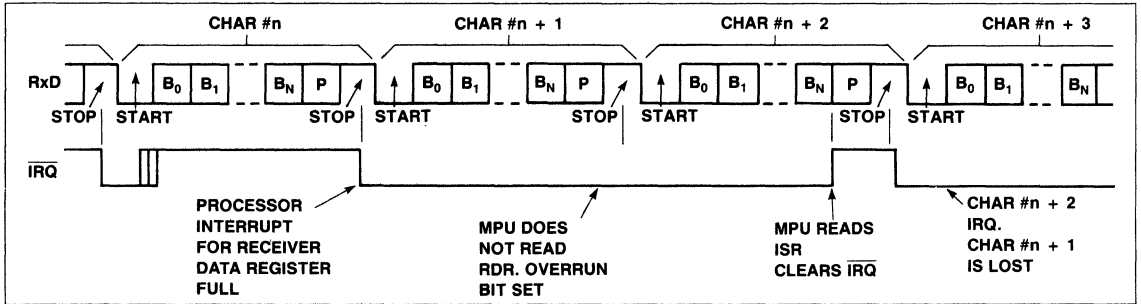 CHAR #n CHAR #n + 1 CHAR #n + 2 CHAR #n + 3
RxD B0 B1 BN P B0 B1 BN P B0 B1 BN P B0 B1 BN
STOP START STOP START STOP START STOP START
IRQ
PROCESSOR
INTERRUPT
FOR RECEIVER
DATA REGISTER
FULL
MPU DOES
NOT READ
RDR. OVERRUN
BIT SET
MPU READS
ISR
CLEARS IRQ
CHAR #n + 2
IRQ.
CHAR #n + 1
IS LOST